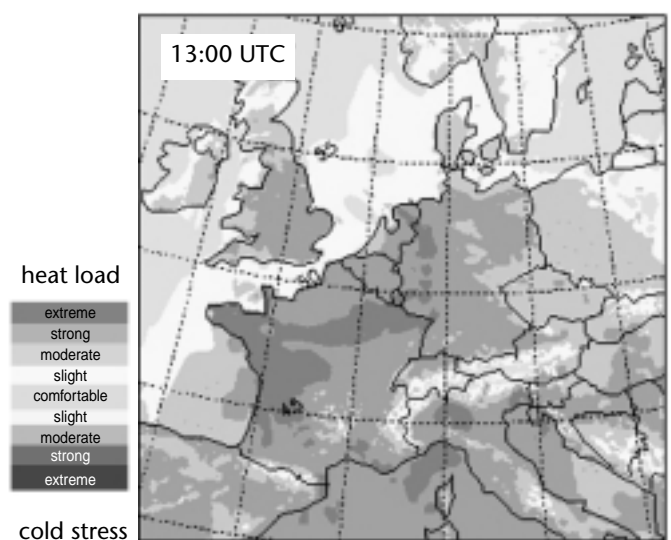 13:00 UTC
heat load
extreme
strong
moderate
slight
comfortable
slight
moderate
strong
extreme
cold stress